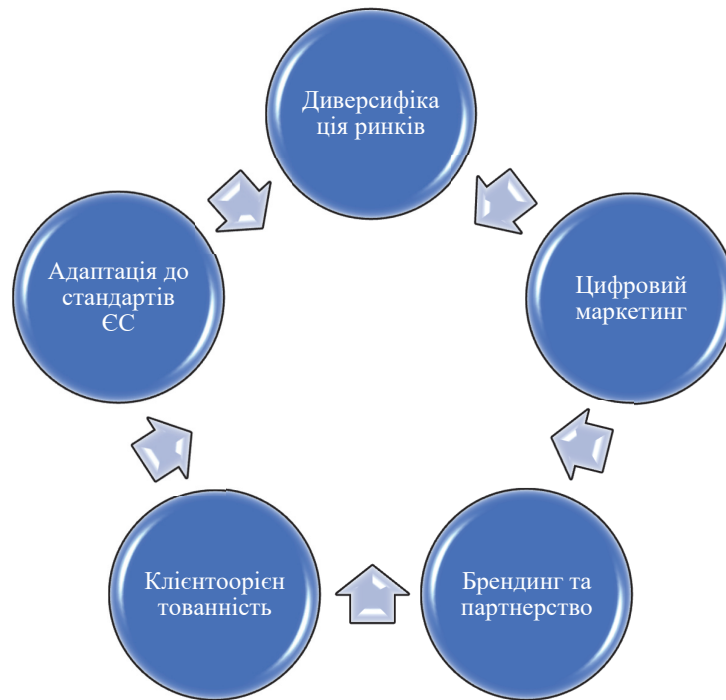 Диверсифіка
ція ринків
Цифровий
маркетинг
Брендинг та
партнерство
Клієнтоорієн
тованність
Адаптація до
стандартів
ЄС